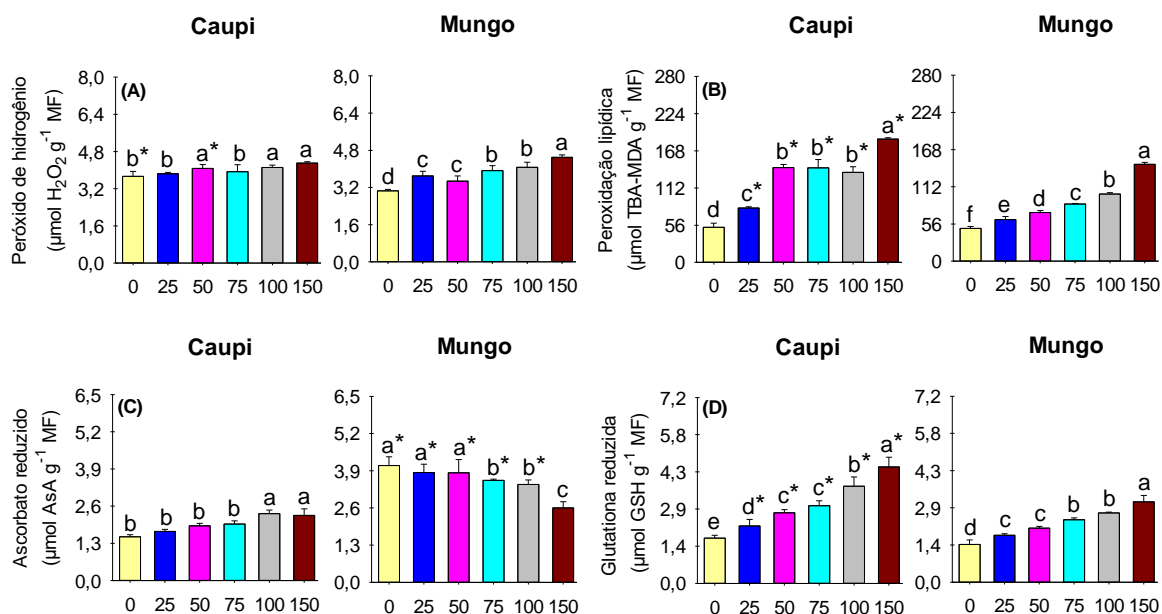 Caupi
Mungo
Caupi
Mungo
Peróxido de hidrogênio
(µmol H₂O₂ g⁻¹ MF)
(A)
8,0
6,4
4,8
3,2
1,6
0,0
b* b a* b a a
0 25 50 75 100 150
8,0
6,4
4,8
3,2
1,6
0,0
d c c b b a
0 25 50 75 100 150
Peroxidação lipídica
(µmol TBA-MDA g⁻¹ MF)
(B)
280
224
168
112
56
0
d c* b* b* b* a*
0 25 50 75 100 150
280
224
168
112
56
0
f e d c b a
0 25 50 75 100 150
Caupi
Mungo
Caupi
Mungo
Ascorbato reduzido
(µmol AsA g⁻¹ MF)
(C)
6,5
5,2
3,9
2,6
1,3
0,0
b b b b a a
0 25 50 75 100 150
6,5
5,2
3,9
2,6
1,3
0,0
a* a* a* b* b* c
0 25 50 75 100 150
Glutationa reduzida
(µmol GSH g⁻¹ MF)
(D)
7,2
5,8
4,3
2,9
1,4
0,0
e d* c* c* b* a*
0 25 50 75 100 150
7,2
5,8
4,3
2,9
1,4
0,0
d c c b b a
0 25 50 75 100 150